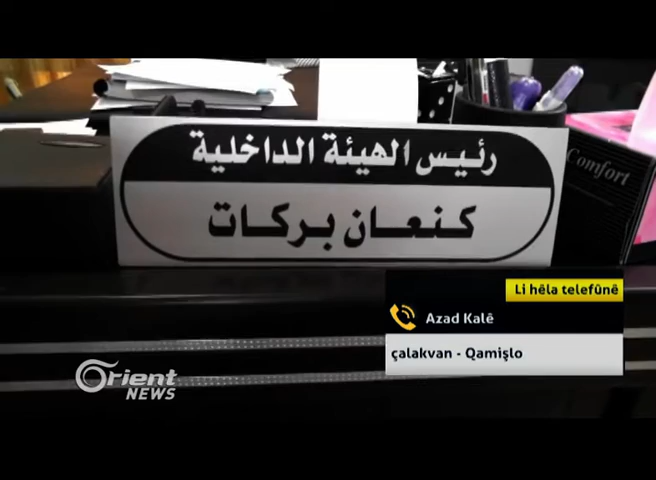 رئيس الهيئة الداخلية
كنعان بركات
Comfort
Li hêla telefûnê
Azad Kalê
çalakvan - Qamişlo
Orient
NEWS